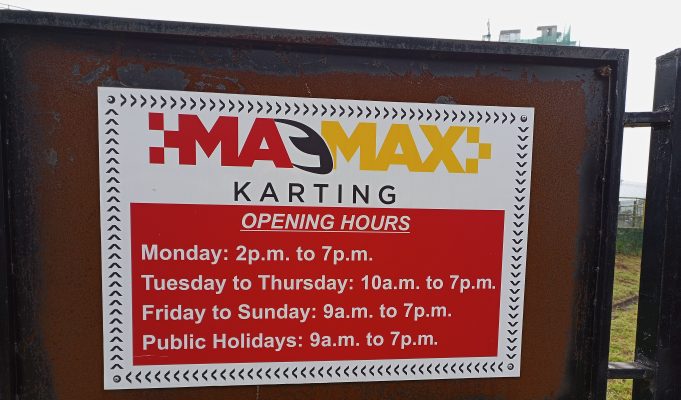 MADMAX
KARTING
OPENING HOURS
Monday: 2p.m. to 7p.m.
Tuesday to Thursday: 10a.m. to 7p.m.
Friday to Sunday: 9a.m. to 7p.m.
Public Holidays: 9a.m. to 7p.m.